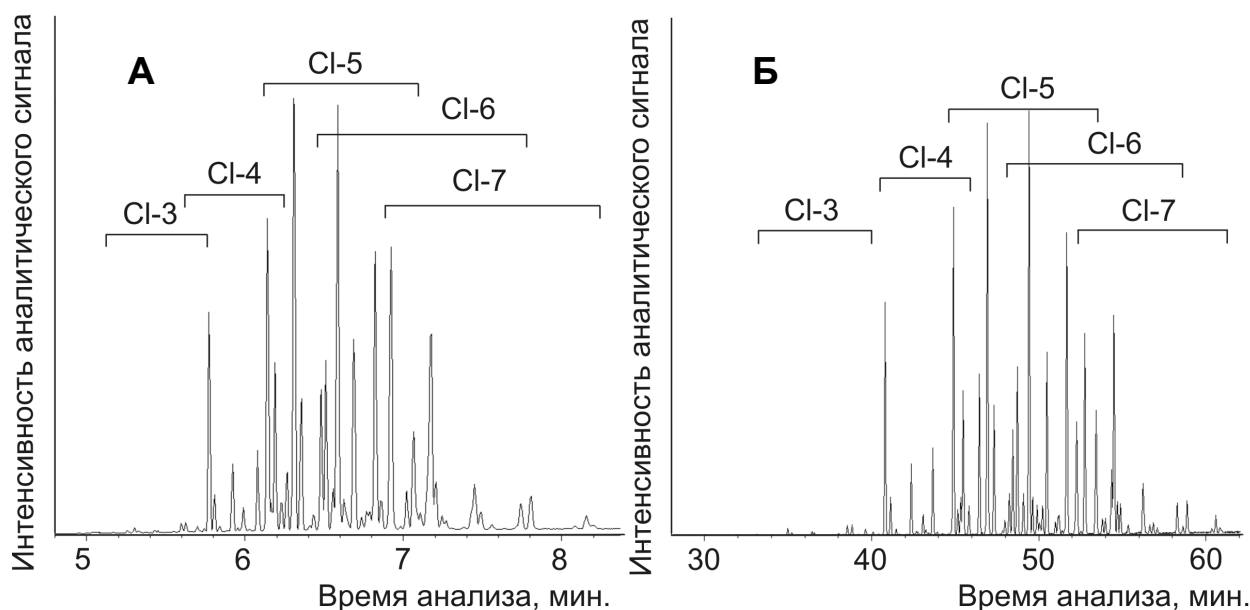 Интенсивность аналитического сигнала
А
Cl-5
Cl-6
Cl-4
Cl-7
Cl-3
5 6 7 8
Время анализа, мин.
Интенсивность аналитического сигнала
Б
Cl-5
Cl-6
Cl-4
Cl-7
Cl-3
30 40 50 60
Время анализа, мин.